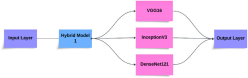 VGG16
Input Layer
Hybrid Model
1
InceptionV3
Output Layer
DenseNet121